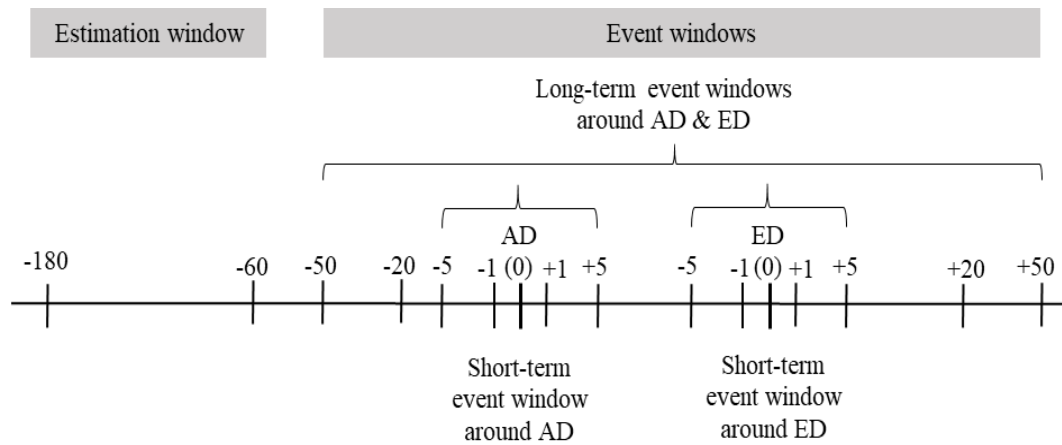 Estimation window
Event windows
Long-term event windows
around AD & ED
AD
ED
-180
-60
-50
-20
-5
-1
(0)
+1
+5
-5
-1
(0)
+1
+5
+20
+50
Short-term
event window
around AD
Short-term
event window
around ED